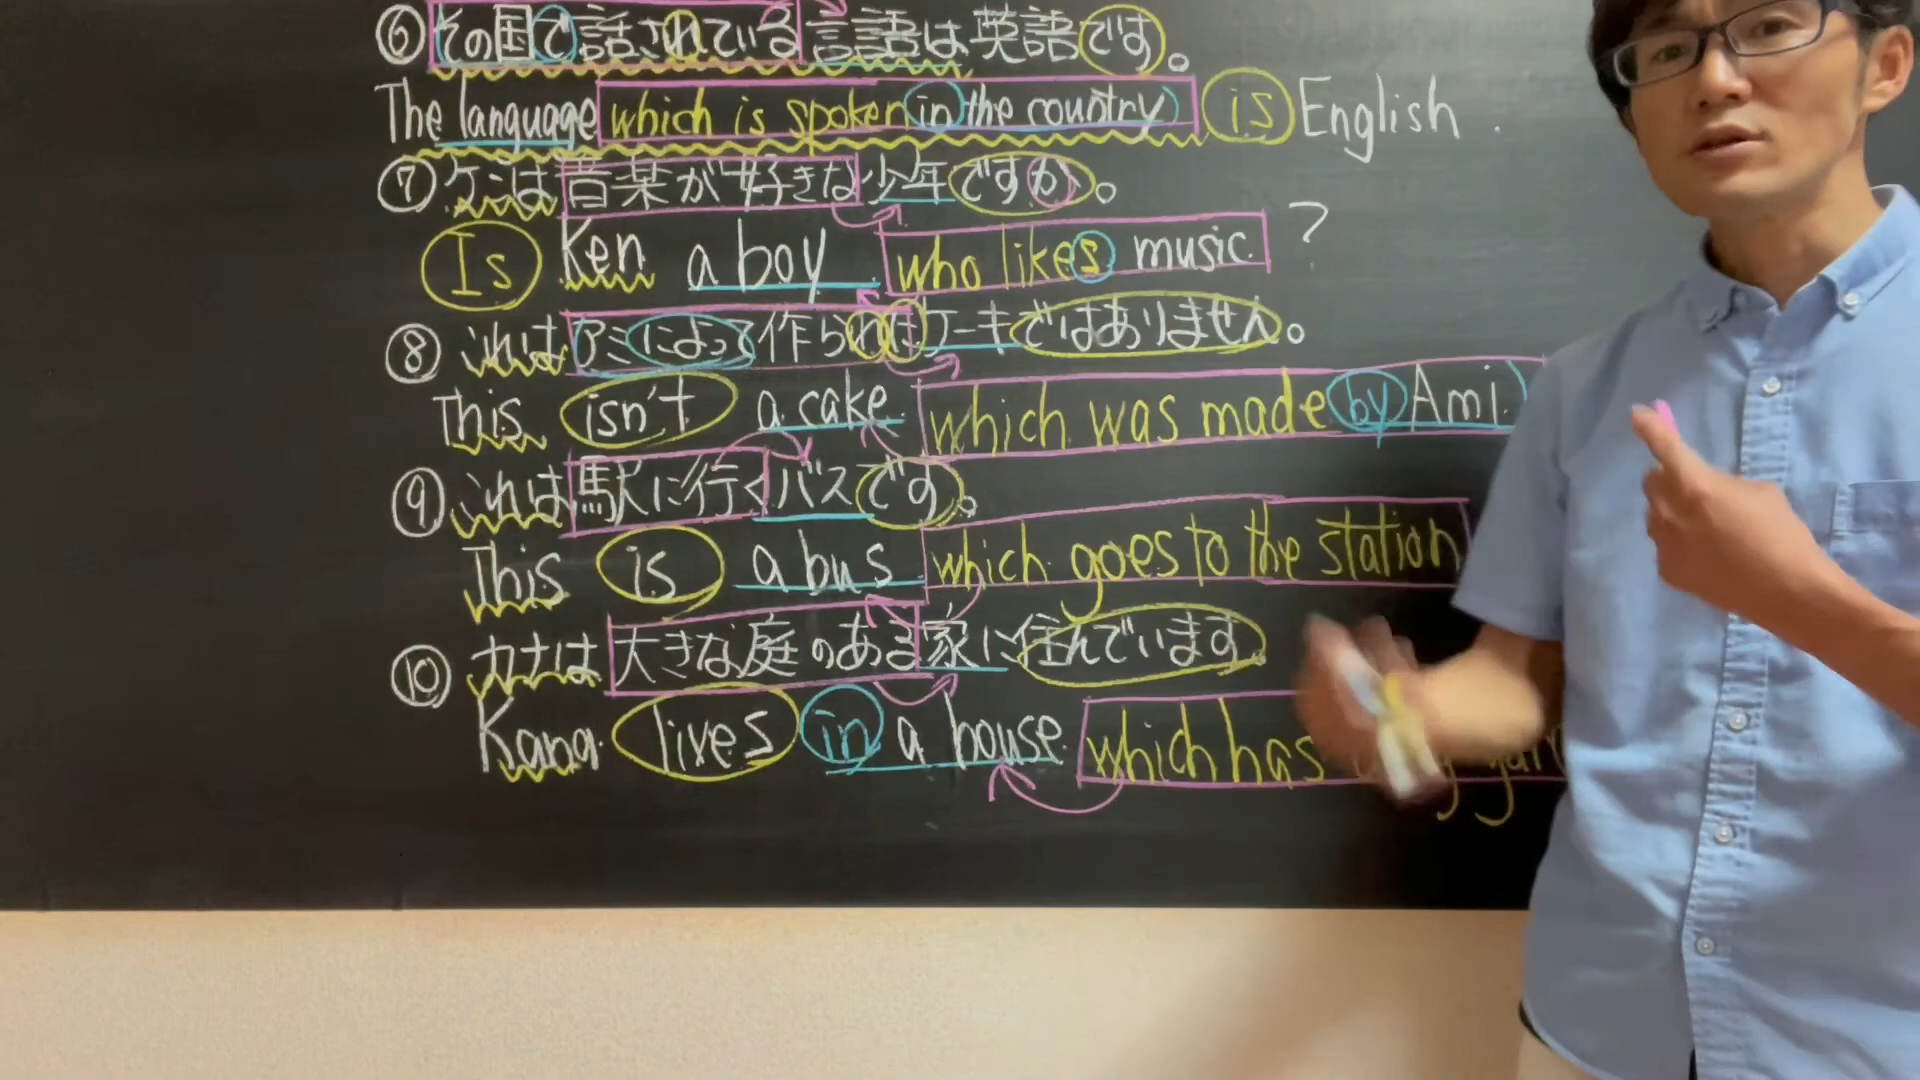 ⑥ その国で話されている言語は英語です。
The language which is spoken in the country is English.
⑦ ケンは音楽が好きな少年ですか。
Is Ken a boy who likes music?
⑧ これはアミによって作られたケーキではありません。
This isn't a cake which was made by Ami.
⑨ これは駅に行くバスです。
This is a bus which goes to the station
⑩ カナは大きな庭のある家に住んでいます。
Kana lives in a house which has